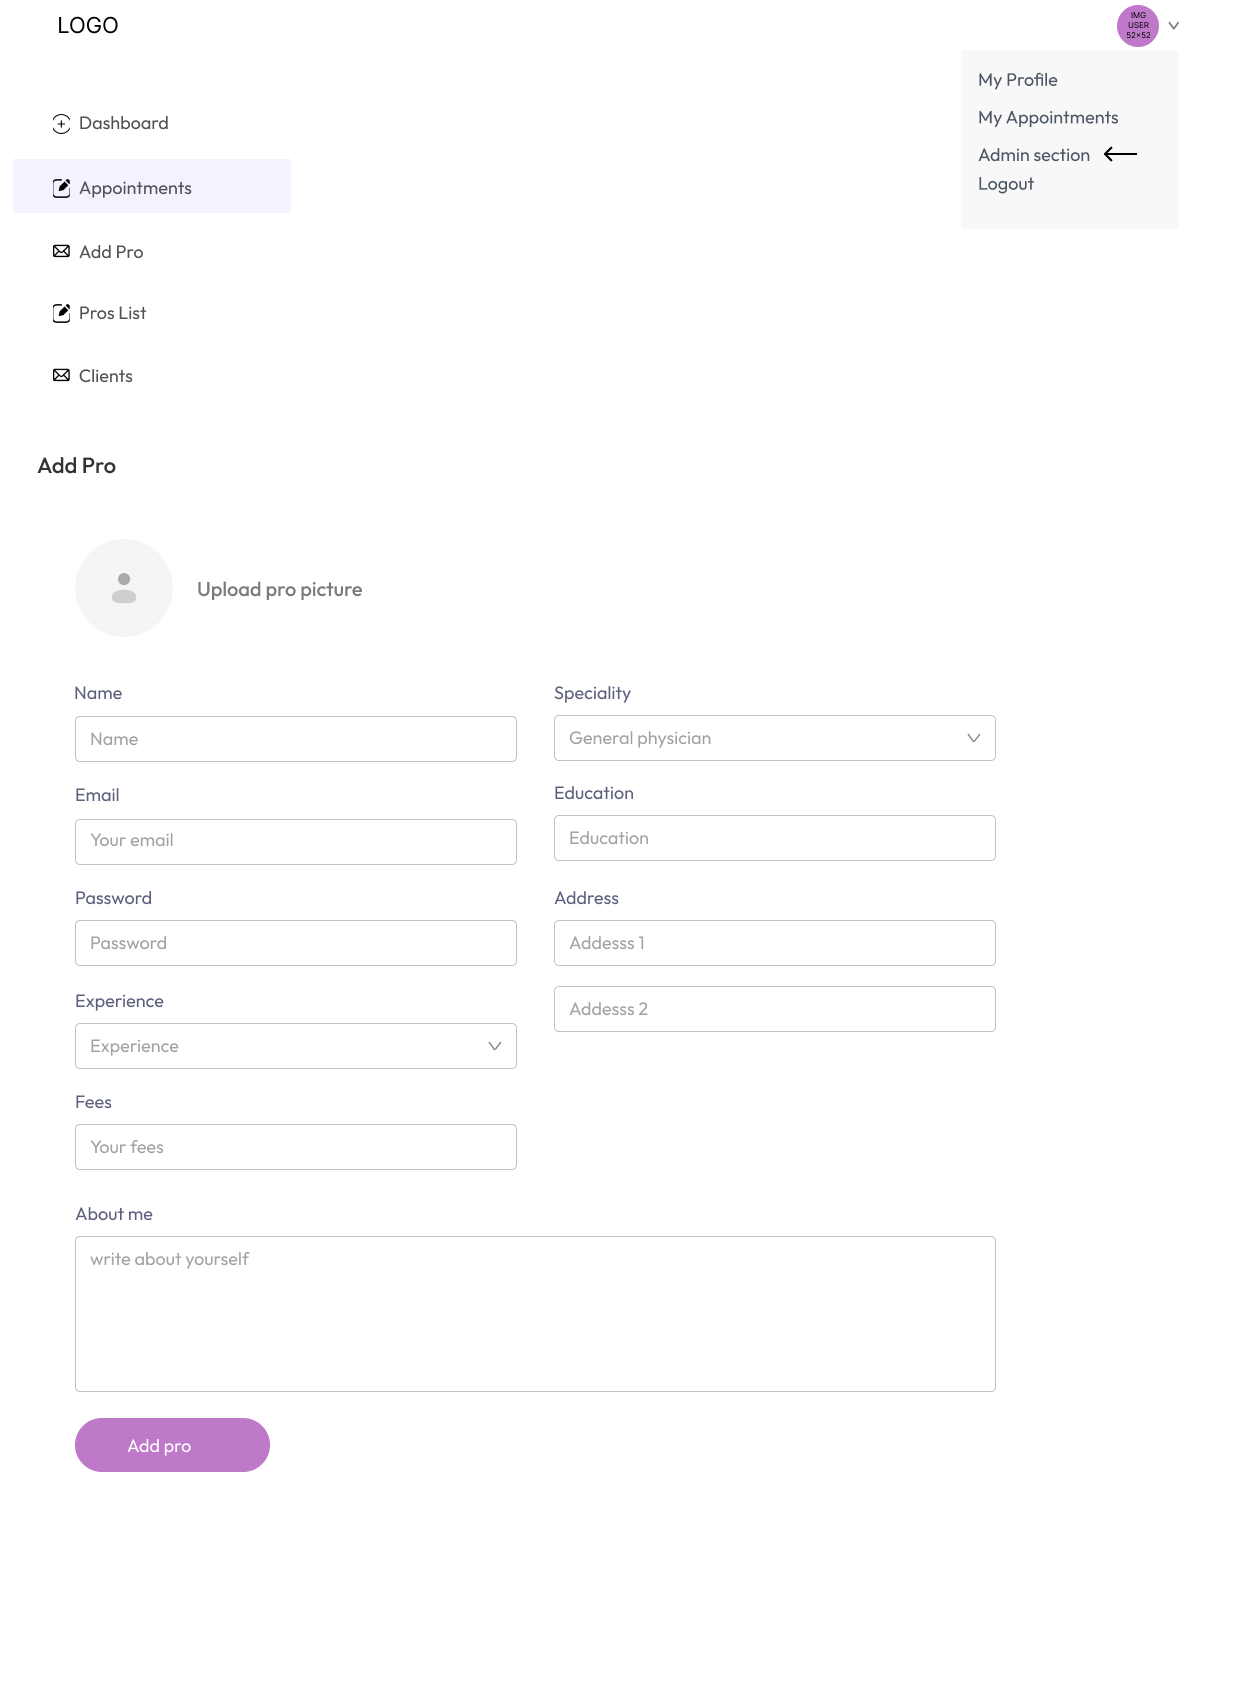 LOGO
IMG
USER
52×52
My Profile
My Appointments
Admin section
Logout
Dashboard
Appointments
Add Pro
Pros List
Clients
Add Pro
Upload pro picture
Name
Name
Email
Your email
Password
Password
Experience
Experience
Fees
Your fees
Speciality
General physician
Education
Education
Address
Addesss 1
Addesss 2
About me
write about yourself
Add pro